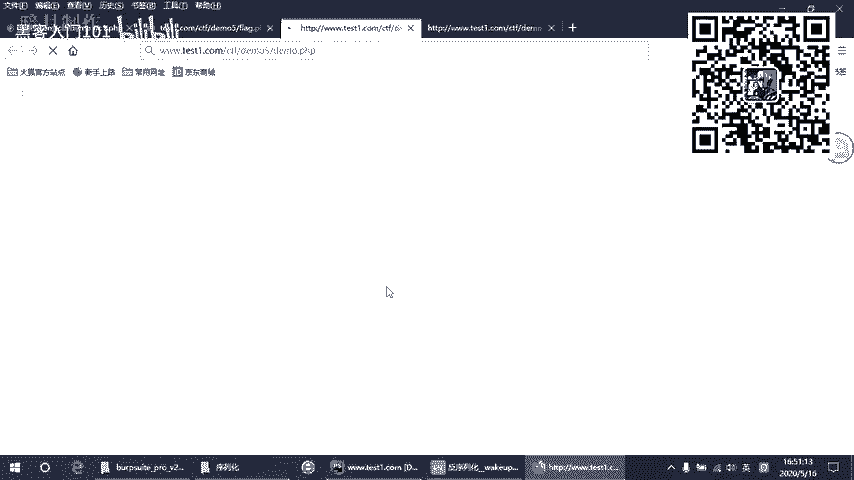 文件(F) 编辑(E) 查看(V) 历史(S) 书签(B) 工具(T) 帮助(H)
黑客入门101 bilibili
test1.com/ctf/demo5/flag.p
http://www.test1.com/ctf/d
http://www.test1.com/ctf/demo
www.test1.com/ctf/demo5/demo.php
火狐官方站点 新手上路 常用网址 京东商城
burpsuite_pro_v2... 序列化 www.test1.com [D... 反序列化__wakeup... http://www.test1.c...
英
16:51:13
2020/5/16